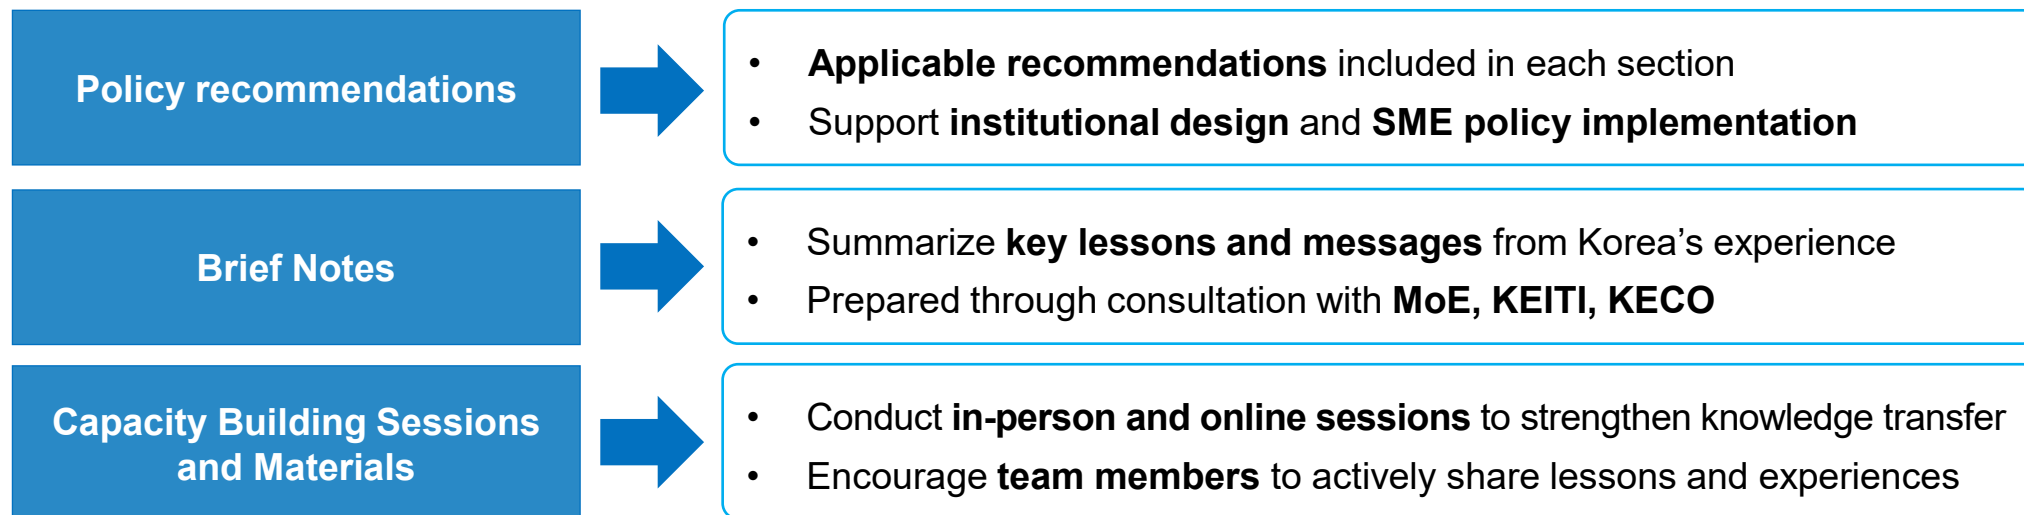 Policy recommendations
• Applicable recommendations included in each section
• Support institutional design and SME policy implementation
Brief Notes
• Summarize key lessons and messages from Korea’s experience
• Prepared through consultation with MoE, KEITI, KECO
Capacity Building Sessions
and Materials
• Conduct in-person and online sessions to strengthen knowledge transfer
• Encourage team members to actively share lessons and experiences